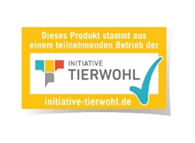 Dieses Produkt stammt aus
einem teilnehmenden Betrieb der
INITIATIVE
TIERWOHL
initiative-tierwohl.de